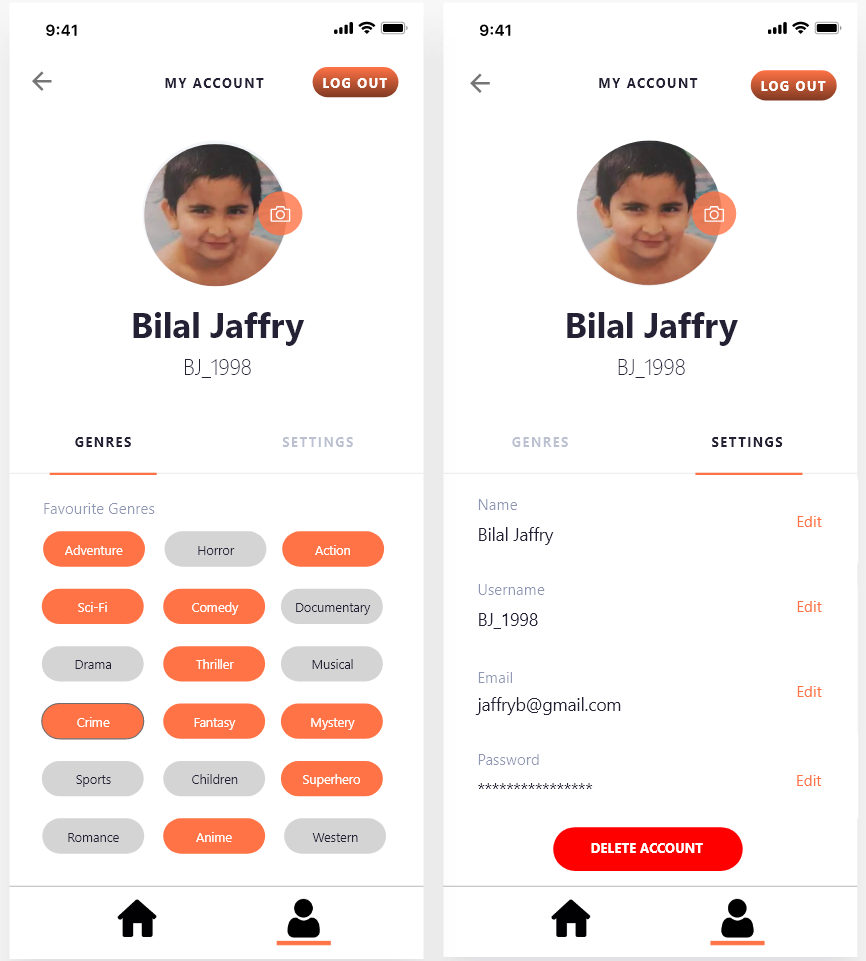 9:41
MY ACCOUNT
LOG OUT
Bilal Jaffry
BJ_1998
GENRES
SETTINGS
Favourite Genres
Adventure
Horror
Action
Sci-Fi
Comedy
Documentary
Drama
Thriller
Musical
Crime
Fantasy
Mystery
Sports
Children
Superhero
Romance
Anime
Western
9:41
MY ACCOUNT
LOG OUT
Bilal Jaffry
BJ_1998
GENRES
SETTINGS
Name
Bilal Jaffry
Edit
Username
BJ_1998
Edit
Email
jaffryb@gmail.com
Edit
Password
****************
Edit
DELETE ACCOUNT